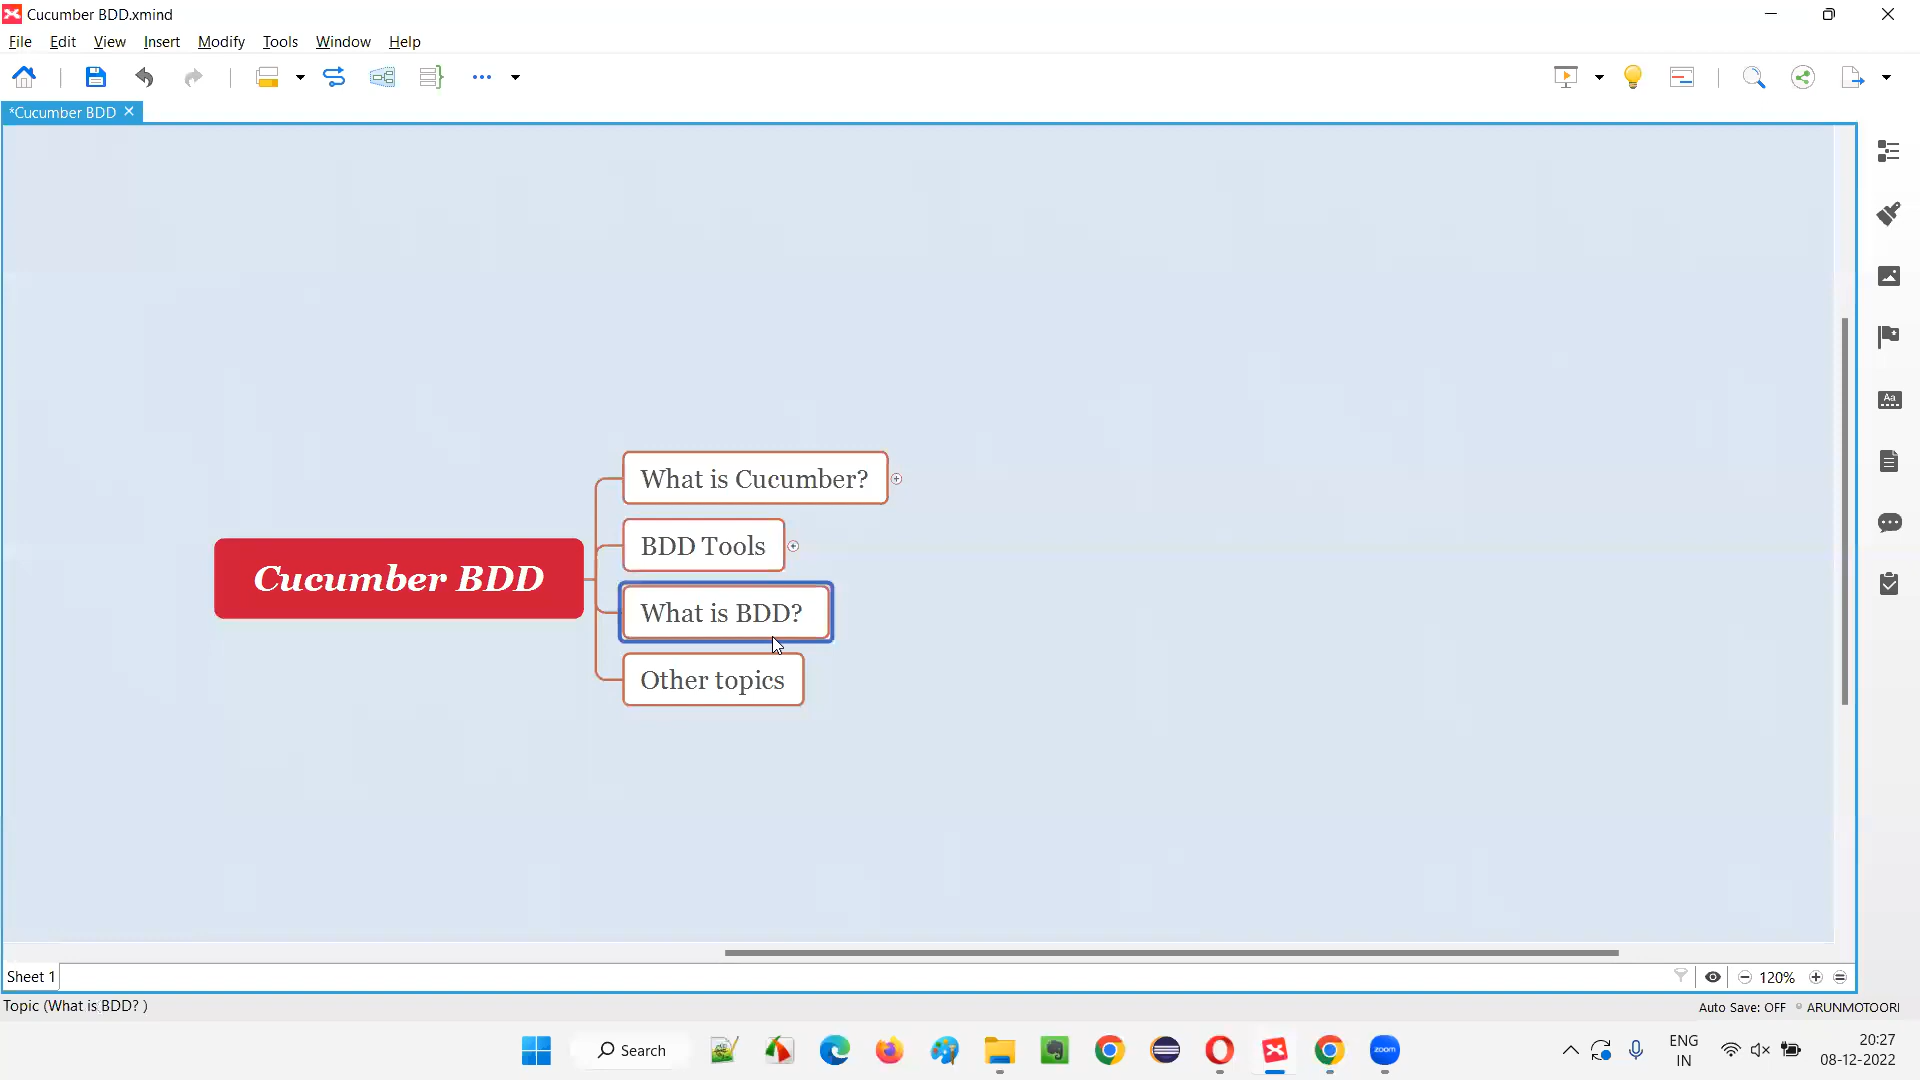 Cucumber BDD.xmind
File Edit View Insert Modify Tools Window Help
*Cucumber BDD
What is Cucumber?
BDD Tools
Cucumber BDD
What is BDD?
Other topics
Sheet 1
120%
Topic (What is BDD? )
Auto Save: OFF
ARUNMOTOORI
Search
zoom
ENG
IN
20:27
08-12-2022
Aa